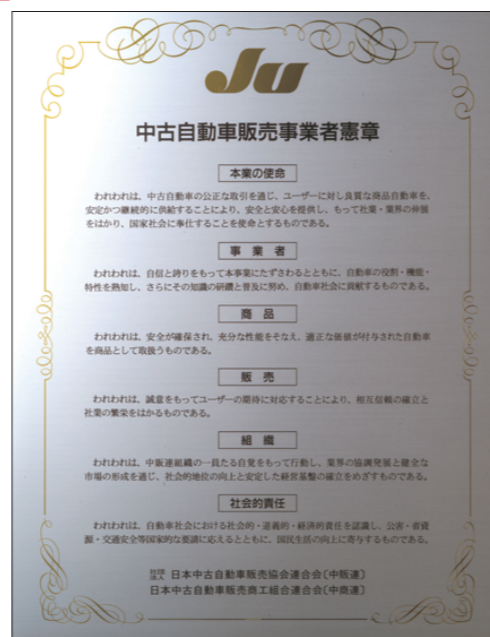 Ju
中古自動車販売事業者憲章
本業の使命
われわれは、中古自動車の公正な取引を通じ、ユーザーに対し良質な商品自動車を、
安定かつ継続的に供給することにより、安全と安心を提供し、もって社業・業界の伸展
をはかり、国家社会に奉仕することを使命とするものである。
事業者
われわれは、自信と誇りをもって本事業にたずさわるとともに、自動車の役割・機能・
特性を熟知し、さらにその知識の研鑽と普及に努め、自動車社会に貢献するものである。
商品
われわれは、安全が確保され、充分な性能をそなえ、適正な価値が付与された自動車
を商品として取扱うものである。
販売
われわれは、誠意をもってユーザーの期待に対応することにより、相互信頼の確立と
社業の繁栄をはかるものである。
組織
われわれは、中販連組織の一員たる自覚をもって行動し、業界の協調発展と健全な
市場の形成を通じ、社会的地位の向上と安定した経営基盤の確立をめざすものである。
社会的責任
われわれは、自動車社会における社会的・道義的・経済的責任を認識し、公害・省資
源・交通安全等国家的な要請に応えるとともに、国民生活の向上に寄与するものである。
社団法人 日本中古自動車販売協会連合会(中販連)
日本中古自動車販売商工組合連合会(中商連)